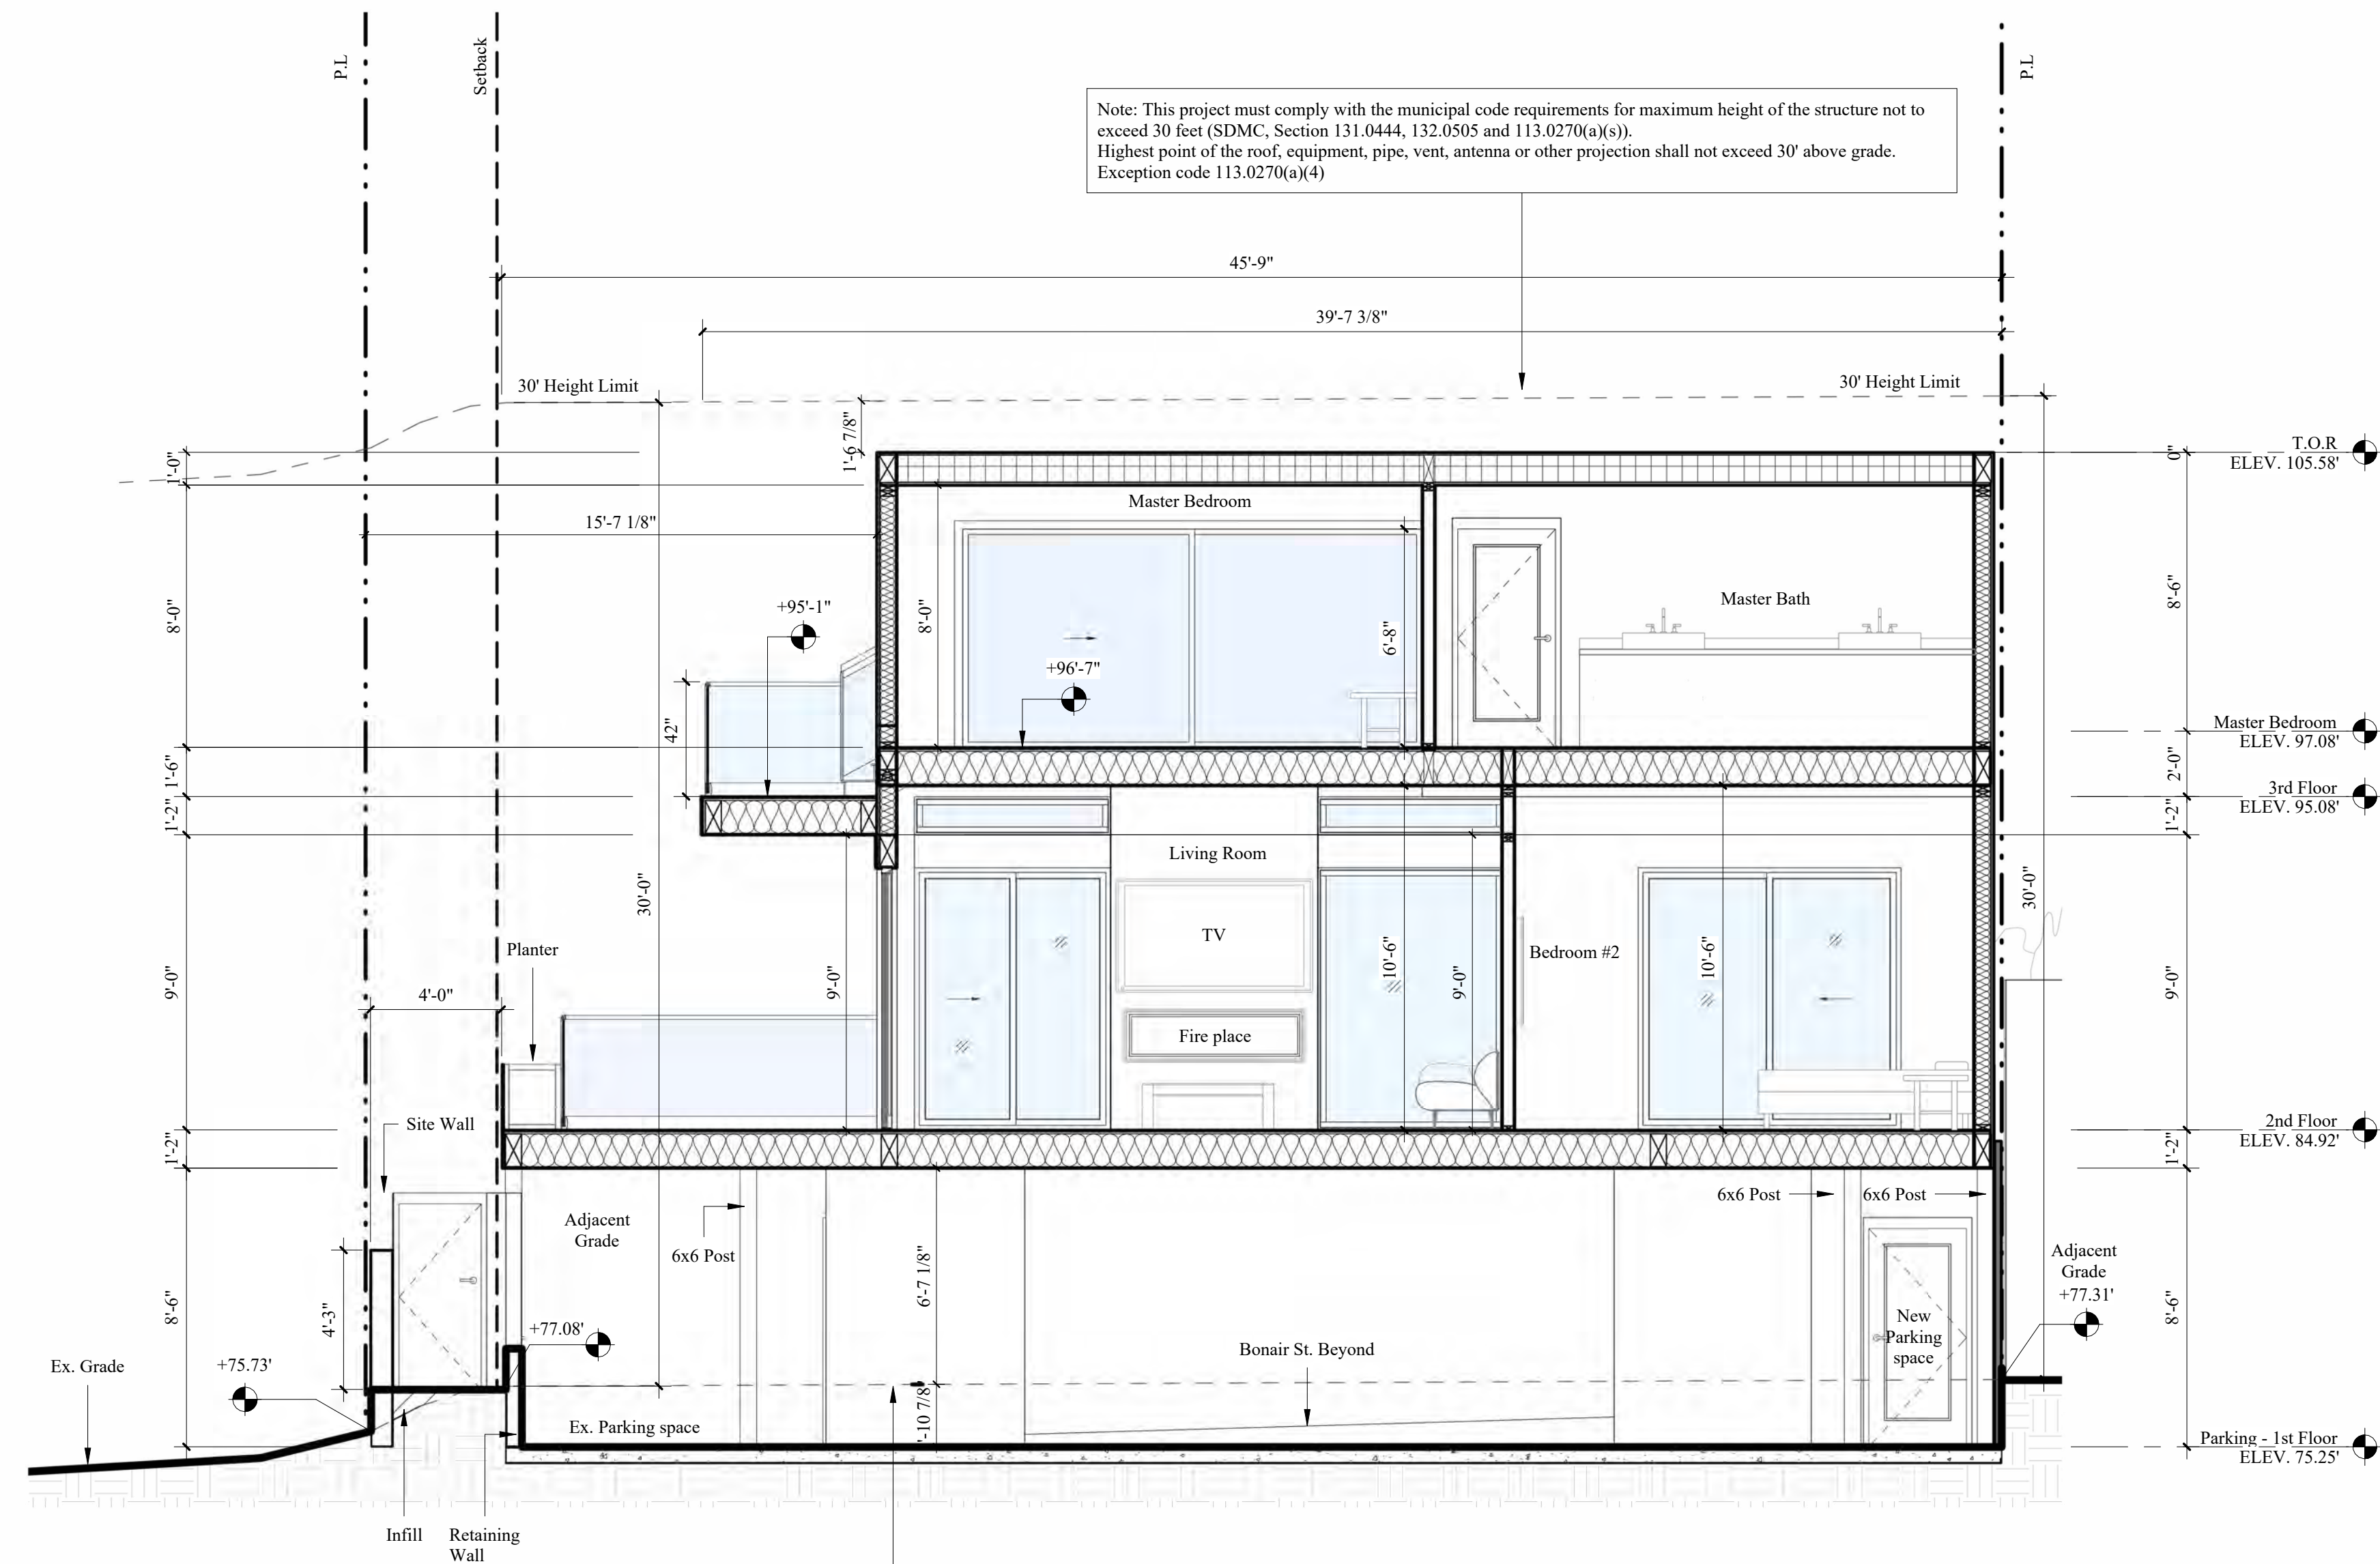 P.L
Setback
P.L
Note: This project must comply with the municipal code requirements for maximum height of the structure not to
exceed 30 feet (SDMC, Section 131.0444, 132.0505 and 113.0270(a)(s)).
Highest point of the roof, equipment, pipe, vent, antenna or other projection shall not exceed 30' above grade.
Exception code 113.0270(a)(4)
45'-9"
39'-7 3/8"
30' Height Limit
30' Height Limit
1'-6 7/8"
T.O.R
ELEV. 105.58'
1'-0"
0"
Master Bedroom
15'-7 1/8"
8'-0"
+95'-1"
8'-0"
6'-8"
Master Bath
8'-6"
+96'-7"
42"
Master Bedroom
ELEV. 97.08'
1'-6"
2'-0"
3rd Floor
ELEV. 95.08'
1'-2"
1'-2"
Living Room
30'-0"
30'-0"
TV
Planter
Bedroom #2
9'-0"
4'-0"
9'-0"
10'-6"
9'-0"
10'-6"
9'-0"
Fire place
Site Wall
2nd Floor
ELEV. 84.92'
1'-2"
1'-2"
6x6 Post
6x6 Post
Adjacent
Grade
6x6 Post
6'-7 1/8"
Adjacent
Grade
+77.31'
8'-6"
4'-3"
8'-6"
New
Parking
space
+77.08'
Bonair St. Beyond
Ex. Grade
+75.73'
'-10 7/8"
Ex. Parking space
Parking - 1st Floor
ELEV. 75.25'
Infill
Retaining
Wall